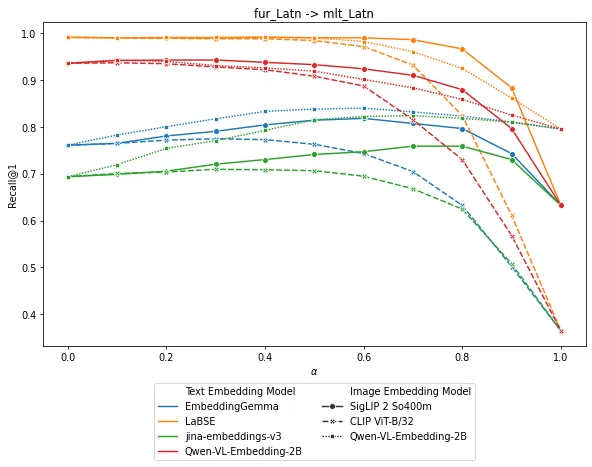 fur_Latn -> mlt_Latn
Recall@1
1.0
0.9
0.8
0.7
0.6
0.5
0.4
0.0 0.2 0.4 0.6 0.8 1.0
α
Text Embedding Model Image Embedding Model
EmbeddingGemma SigLIP 2 So400m
LaBSE CLIP ViT-B/32
jina-embeddings-v3 Qwen-VL-Embedding-2B
Qwen-VL-Embedding-2B